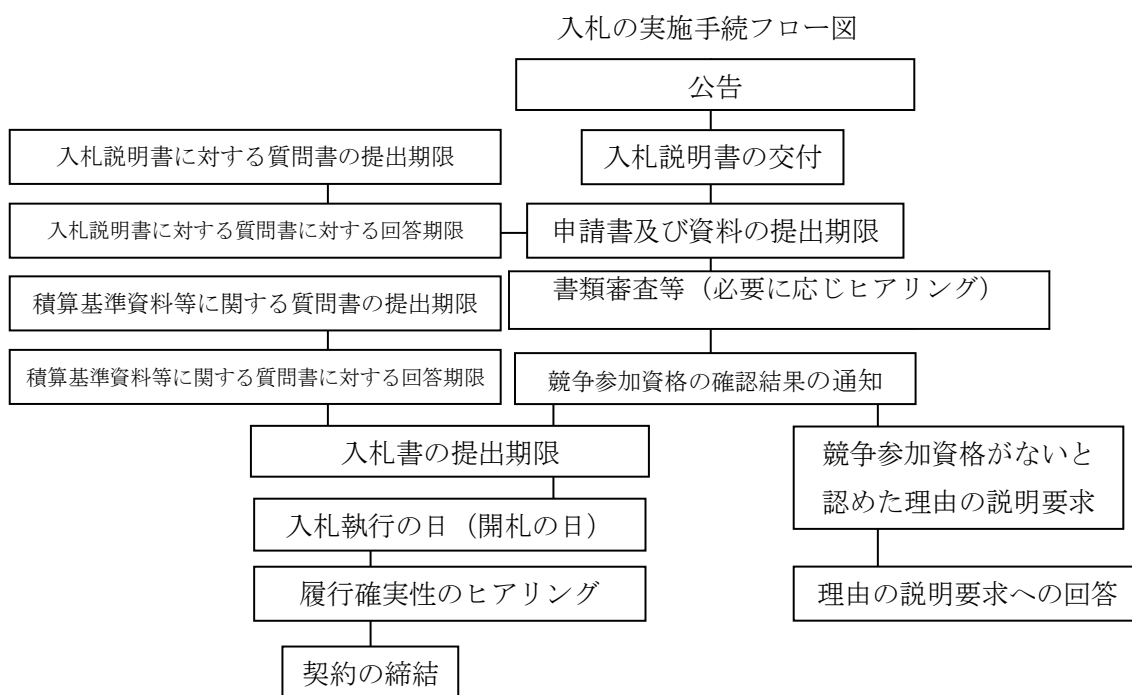 入札の実施手続フロー図
公告
入札説明書に対する質問書の提出期限
入札説明書の交付
入札説明書に対する質問書に対する回答期限
申請書及び資料の提出期限
積算基準資料等に関する質問書の提出期限
書類審査等（必要に応じヒアリング）
積算基準資料等に関する質問書に対する回答期限
競争参加資格の確認結果の通知
入札書の提出期限
競争参加資格がないと
認めた理由の説明要求
入札執行の日（開札の日）
履行確実性のヒアリング
理由の説明要求への回答
契約の締結